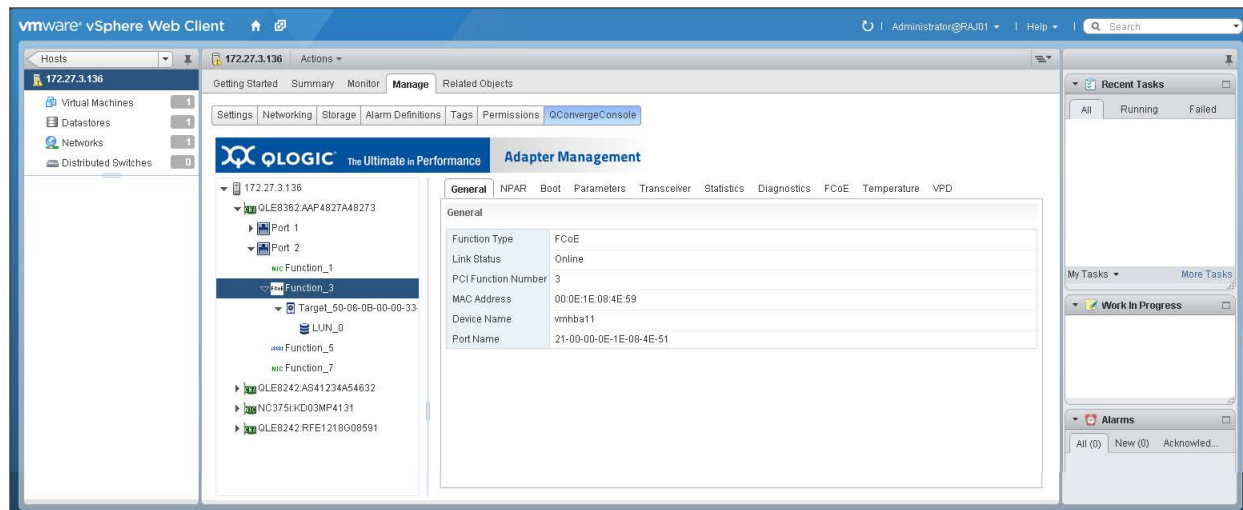 vmware® vSphere Web Client
Administrator@RAJ01
Help
Search
Hosts
172.27.3.136
Virtual Machines 1
Datastores 1
Networks 1
Distributed Switches 0
172.27.3.136 Actions
Getting Started Summary Monitor Manage Related Objects
Settings Networking Storage Alarm Definitions Tags Permissions QConvergeConsole
QLOGIC The Ultimate in Performance Adapter Management
172.27.3.136
QLE8362:AAP4827A48273
Port 1
Port 2
NIC Function_1
FCoE Function_3
Target_50-06-0B-00-00-33-
LUN_0
iSCSI Function_5
NIC Function_7
QLE8242:AS41234A54632
NC375i:KD03MP4131
QLE8242:RFE1218G08591
General NPAR Boot Parameters Transceiver Statistics Diagnostics FCoE Temperature VPD
General
Function Type FCoE
Link Status Online
PCI Function Number 3
MAC Address 00:0E:1E:08:4E:59
Device Name vmhba11
Port Name 21-00-00-0E-1E-08-4E-51
Recent Tasks
All Running Failed
My Tasks More Tasks
Work In Progress
Alarms
All (0) New (0) Acknowled...